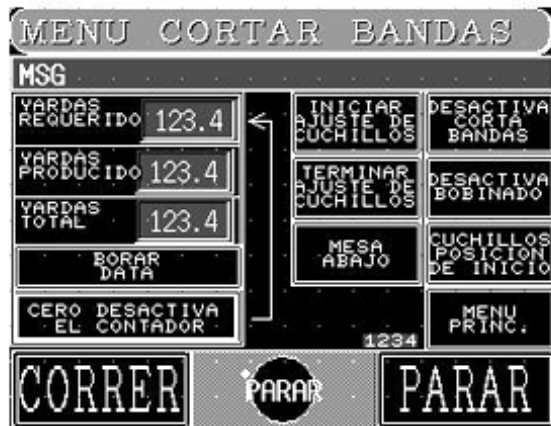 MENU CORTAR BANDAS
MSG
YARDAS
REQUERIDO 123.4
YARDAS
PRODUCIDO 123.4
YARDAS
TOTAL 123.4
BORAR
DATA
CERO DESACTIVA
EL CONTADOR
INICIAR
AJUSTE DE
CUCHILLOS
TERMINAR
AJUSTE DE
CUCHILLOS
MESA
ABAJO
1234
DESACTIVA
CORTA
BANDAS
DESACTIVA
BOBINADO
CUCHILLOS
POSICION
DE INICIO
MENU
PRINC.
CORRER
PARAR
PARAR